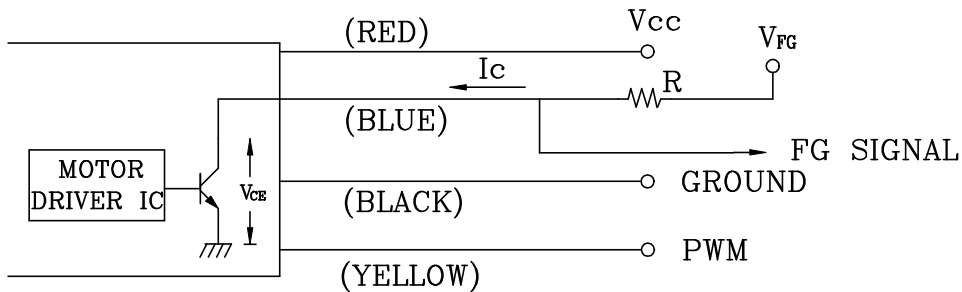 (RED)
Vcc
VFG
Ic
R
(BLUE)
FG SIGNAL
MOTOR
DRIVER IC
VCE
GROUND
(BLACK)
PWM
(YELLOW)